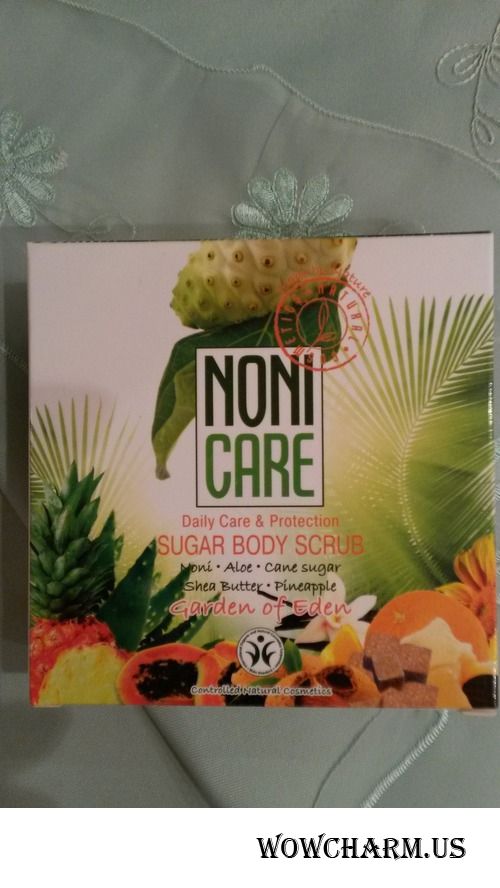 NONI
CARE
Daily Care & Protection
SUGAR BODY SCRUB
Noni · Aloe · Cane sugar
Shea Butter · Pineapple
Garden of Eden
Controlled Natural Cosmetics
WOWCHARM.US